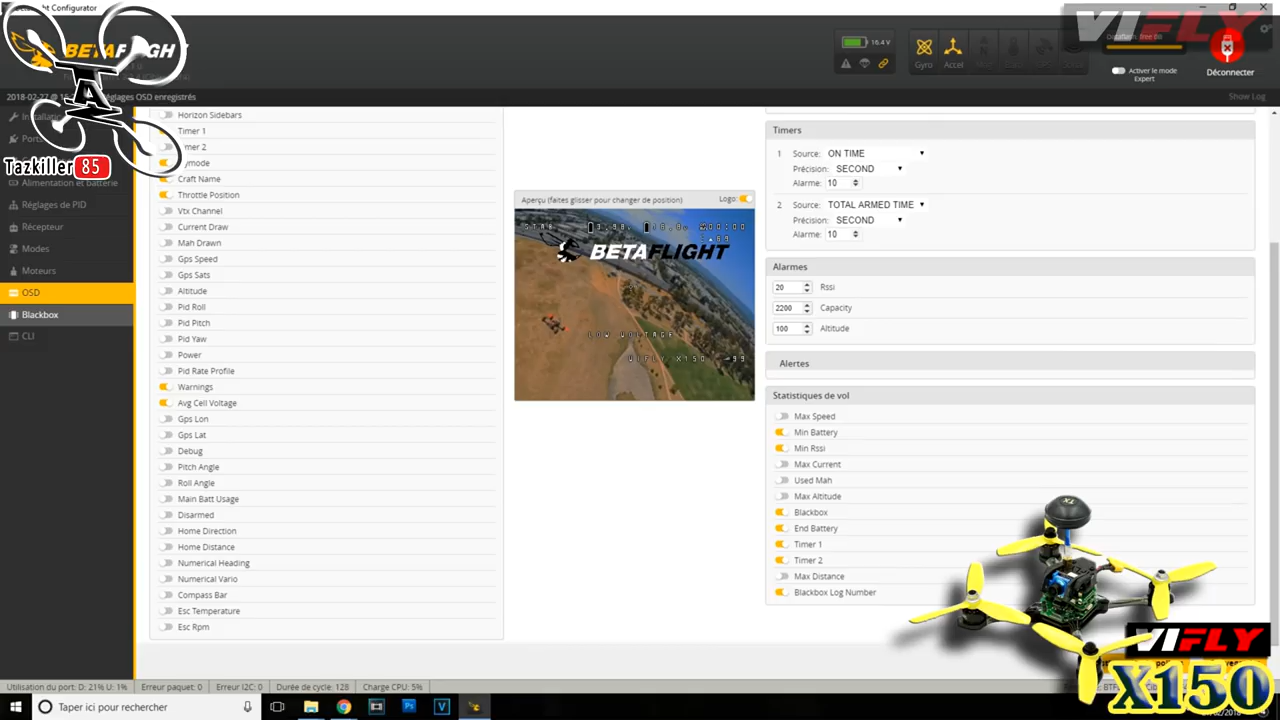 Configurator
VIFLY
BETAFLIGHT
16.4 V
Gyro
Accel
Activer le mode
Expert
Déconnecter
Réglages OSD enregistrés
Show Log
Tazkiller 85
Alimentation et batterie
Réglages de PID
Récepteur
Modes
Moteurs
OSD
Blackbox
CLI
Horizon Sidebars
Timer 1
Craft Name
Throttle Position
Vtx Channel
Current Draw
Mah Drawn
Gps Speed
Gps Sats
Altitude
Pid Roll
Pid Pitch
Pid Yaw
Power
Pid Rate Profile
Warnings
Avg Cell Voltage
Gps Lon
Gps Lat
Debug
Pitch Angle
Roll Angle
Main Batt Usage
Disarmed
Home Direction
Home Distance
Numerical Heading
Numerical Vario
Compass Bar
Esc Temperature
Esc Rpm
Aperçu (faites glisser pour changer de position)
Logo:
STAB
BETAFLIGHT
LOW VOLTAGE
VIFLY X150
Timers
1 Source: ON TIME
Précision: SECOND
Alarme: 10
2 Source: TOTAL ARMED TIME
Précision: SECOND
Alarme: 10
Alarmes
20 Rssi
2200 Capacity
100 Altitude
Alertes
Statistiques de vol
Max Speed
Min Battery
Min Rssi
Max Current
Used Mah
Max Altitude
Blackbox
End Battery
Timer 1
Timer 2
Max Distance
Blackbox Log Number
VIFLY
X150
Utilisation du port: D: 21% U: 1%
Erreur paquet: 0
Erreur I2C: 0
Durée de cycle: 128
Charge CPU: 5%
Taper ici pour rechercher